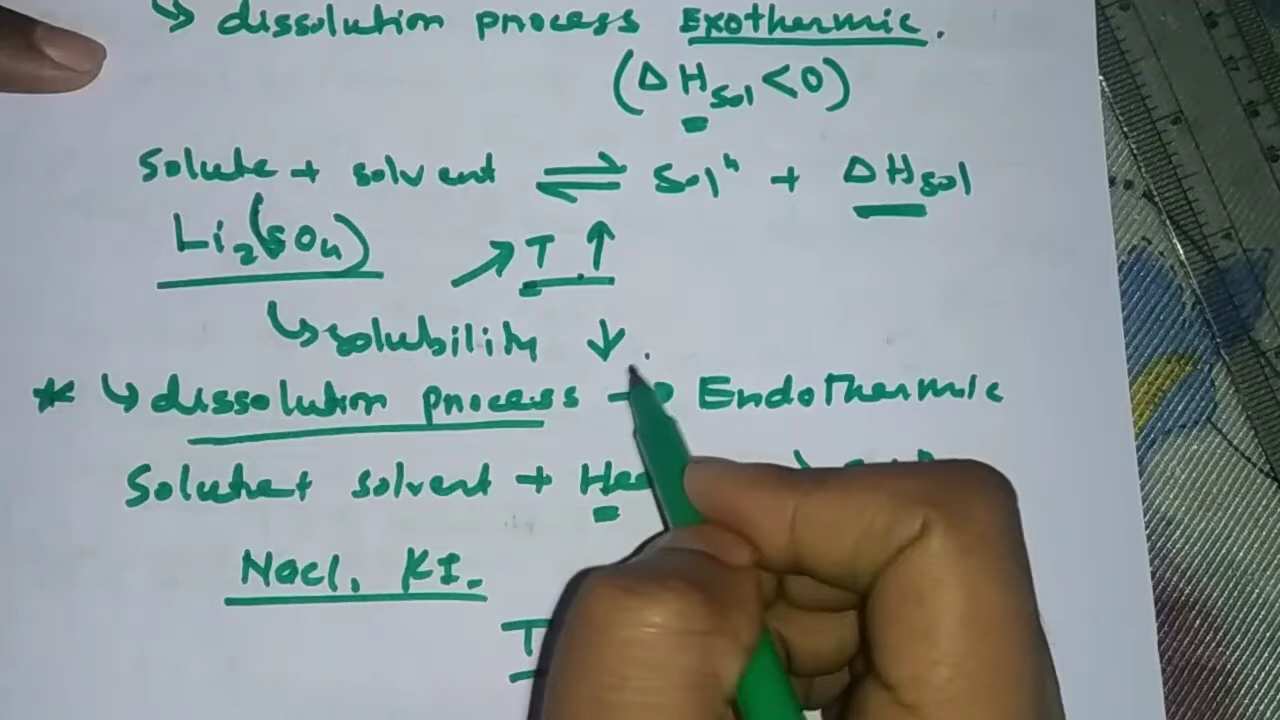 ↳ dissolution process Exothermic.
(ΔHsol < 0)
Solute + solvent ⇌ Solⁿ + ΔHsol
Li₂(SO₄)
→ T ↑
↳ solubility ↓.
* ↳ dissolution process → Endothermic
Solute + solvent +
NaCl, KI.
T